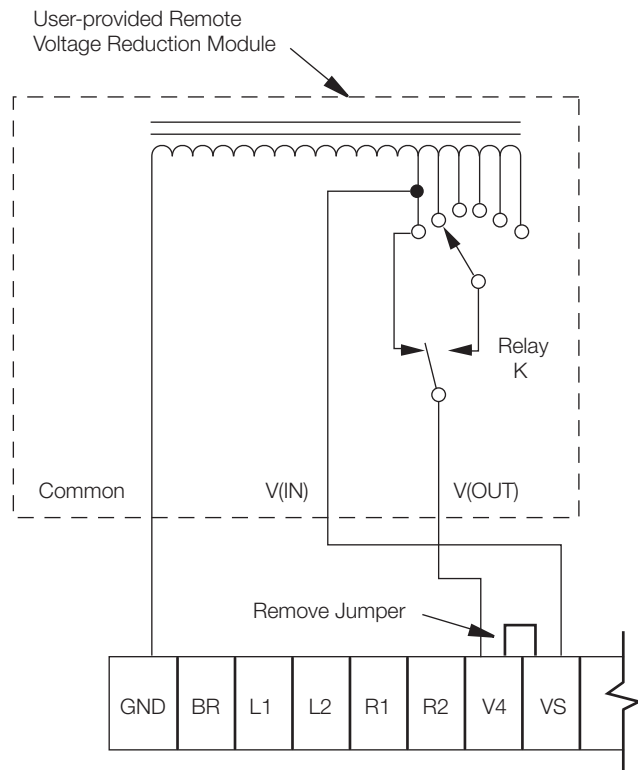 User-provided Remote
Voltage Reduction Module
Relay
K
Common
V(IN)
V(OUT)
Remove Jumper
GND
BR
L1
L2
R1
R2
V4
VS